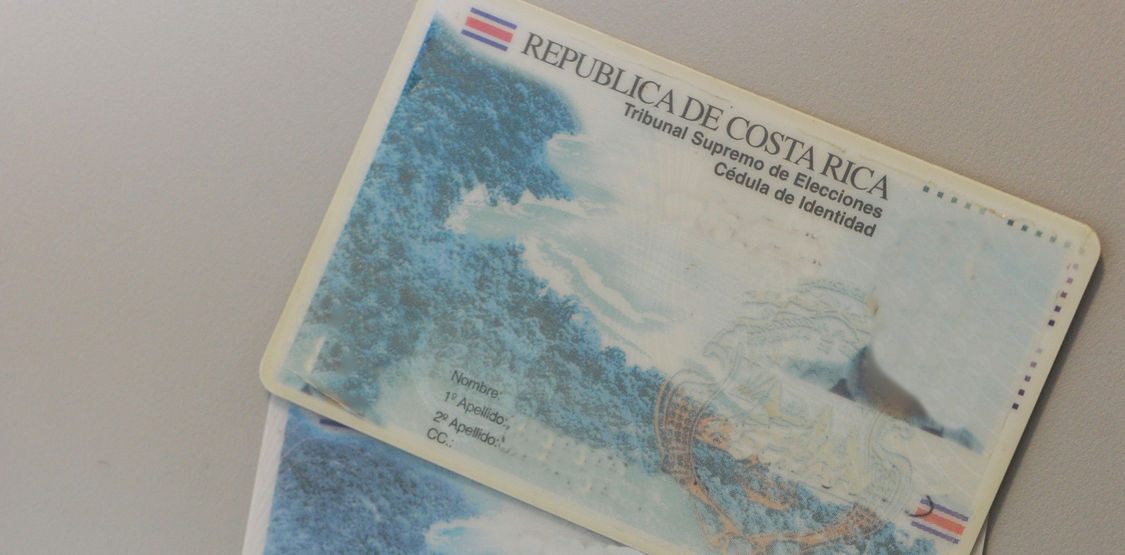 REPUBLICA DE COSTA RICA
Tribunal Supremo de Elecciones
Cédula de Identidad
Nombre:
1º Apellido:
2º Apellido:
CC.: